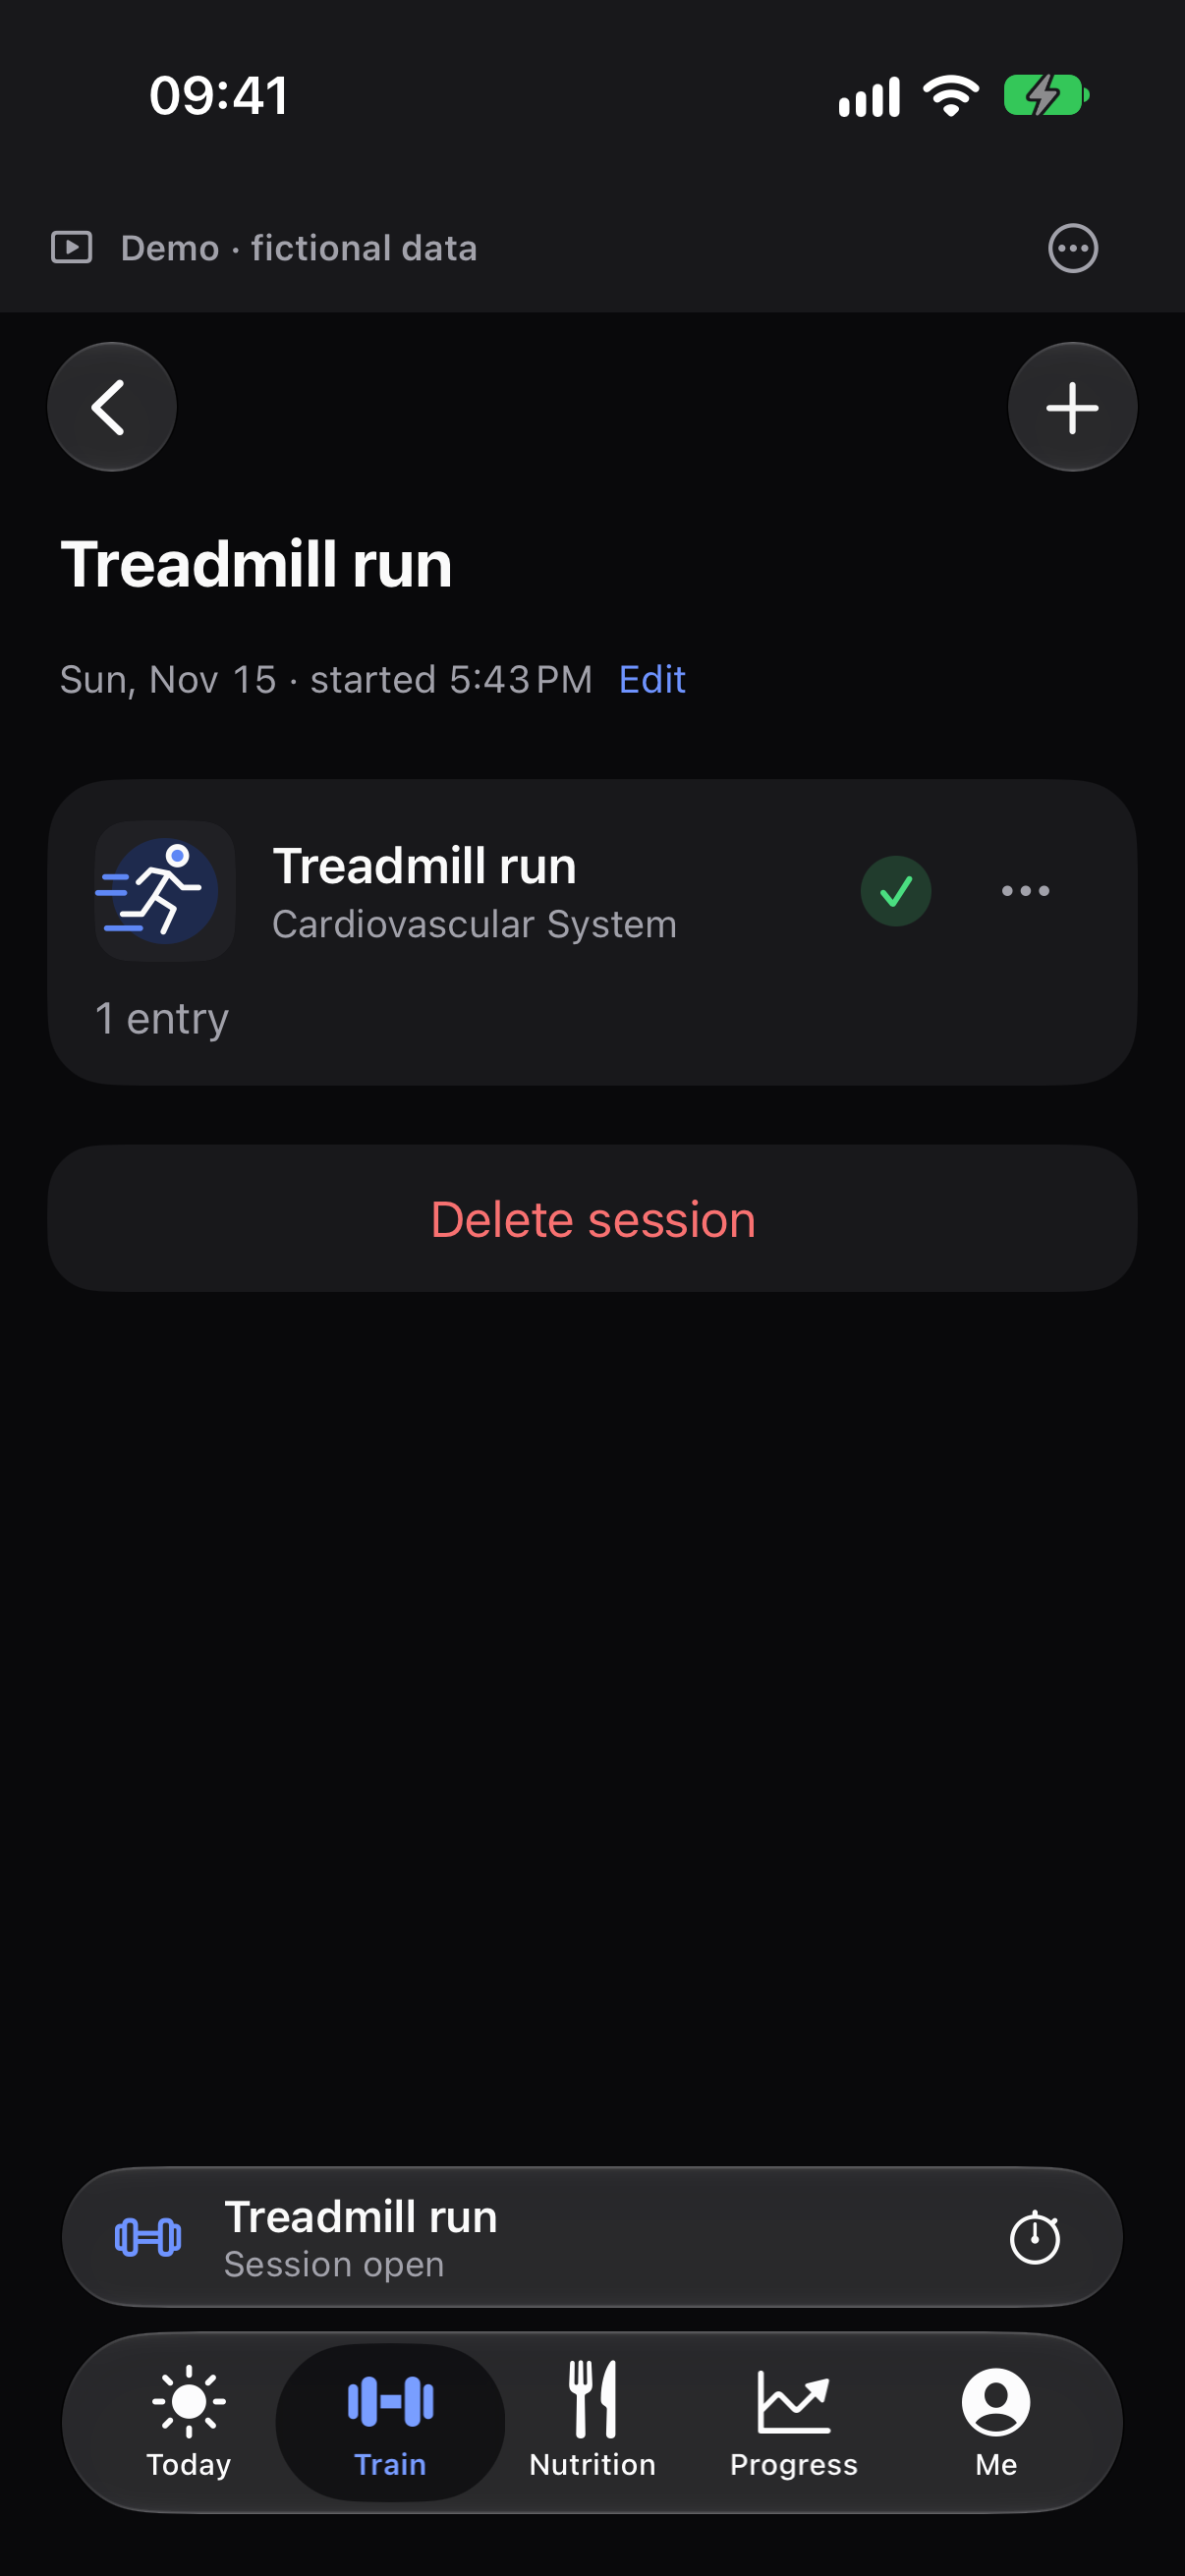 09:41
Demo · fictional data
Treadmill run
Sun, Nov 15 · started 5:43 PM Edit
Treadmill run
Cardiovascular System
1 entry
Delete session
Treadmill run
Session open
Today Train Nutrition Progress Me